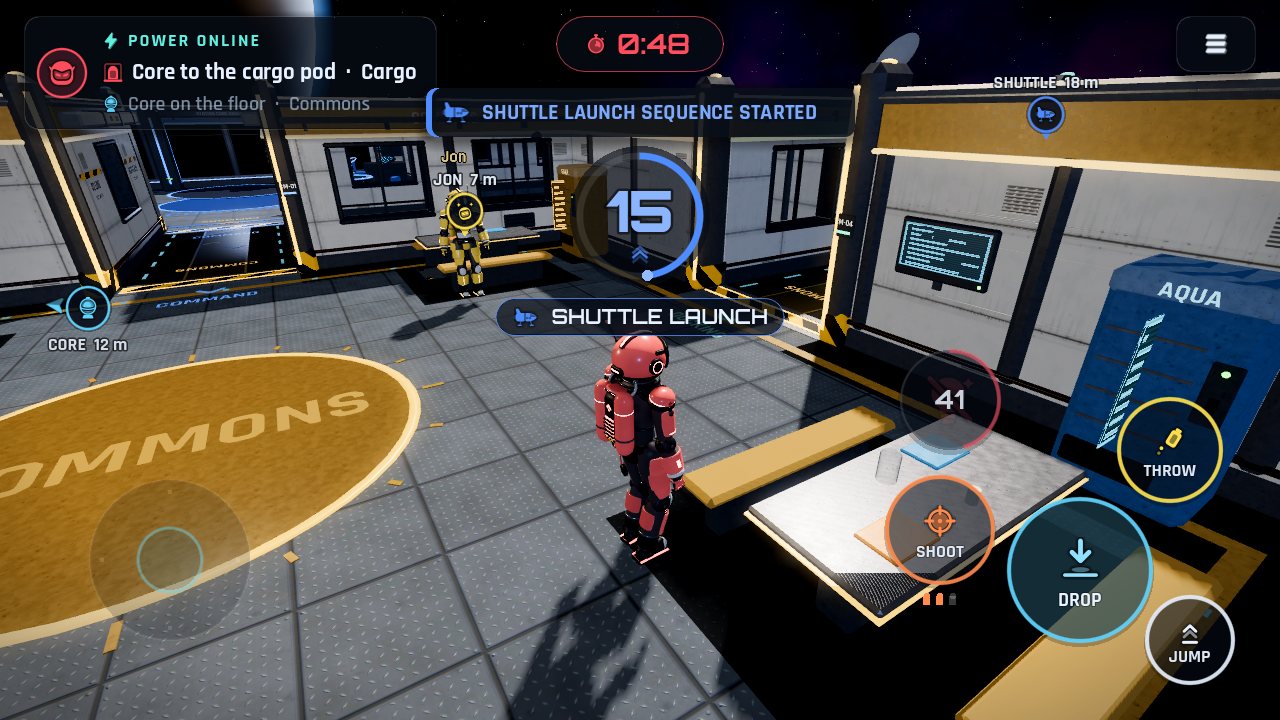 POWER ONLINE
Core to the cargo pod · Cargo
Core on the floor · Commons
0:48
SHUTTLE LAUNCH SEQUENCE STARTED
SHUTTLE 18 m
Jon
JON 7 m
15
SHUTTLE LAUNCH
CORE 12 m
COMMONS
COMMAND
OMMONS
AQUA
41
THROW
SHOOT
DROP
JUMP